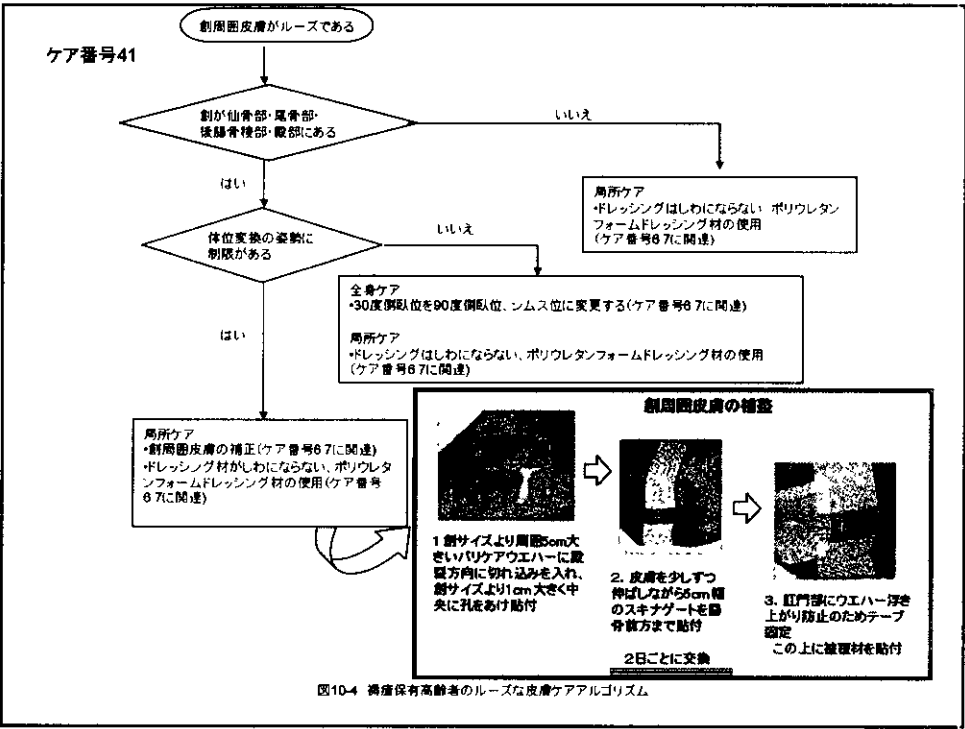 創周囲皮膚がルーズである
ケア番号41
創が仙骨部・尾骨部・
後腸骨稜部・殿部にある
いいえ
はい
局所ケア
・ドレッシングはしわにならない ポリウレタン
フォームドレッシング材の使用
(ケア番号6 7に関連)
体位変換の姿勢に
制限がある
いいえ
全身ケア
・30度側臥位を90度側臥位、シムス位に変更する(ケア番号6 7に関連)
局所ケア
・ドレッシングはしわにならない、ポリウレタンフォームドレッシング材の使用
(ケア番号6 7に関連)
はい
局所ケア
・創周囲皮膚の補正(ケア番号6 7に関連)
・ドレッシング材がしわにならない、ポリウレタ
ンフォームドレッシング材の使用(ケア番号
6 7に関連)
創周囲皮膚の補整
1 創サイズより周囲5cm大
きいバリケアウエハーに殿
裂方向に切れ込みを入れ、
創サイズより1cm大きく中
央に孔をあけ貼付
2. 皮膚を少しずつ
伸ばしながら5cm幅
のスキナゲートを腸
骨前方まで貼付
2日ごとに交換
3. 肛門部にウエハー浮き
上がり防止のためテープ
固定
この上に被覆材を貼付
図10-4 褥瘡保有高齢者のルーズな皮膚ケアアルゴリズム